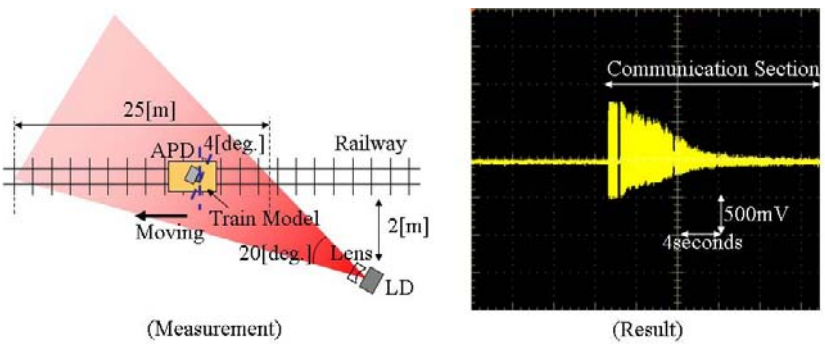 25[m]
APD
4[deg.]
Railway
Train Model
Moving
2[m]
20[deg.]
Lens
LD
(Measurement)
Communication Section
500mV
4seconds
(Result)